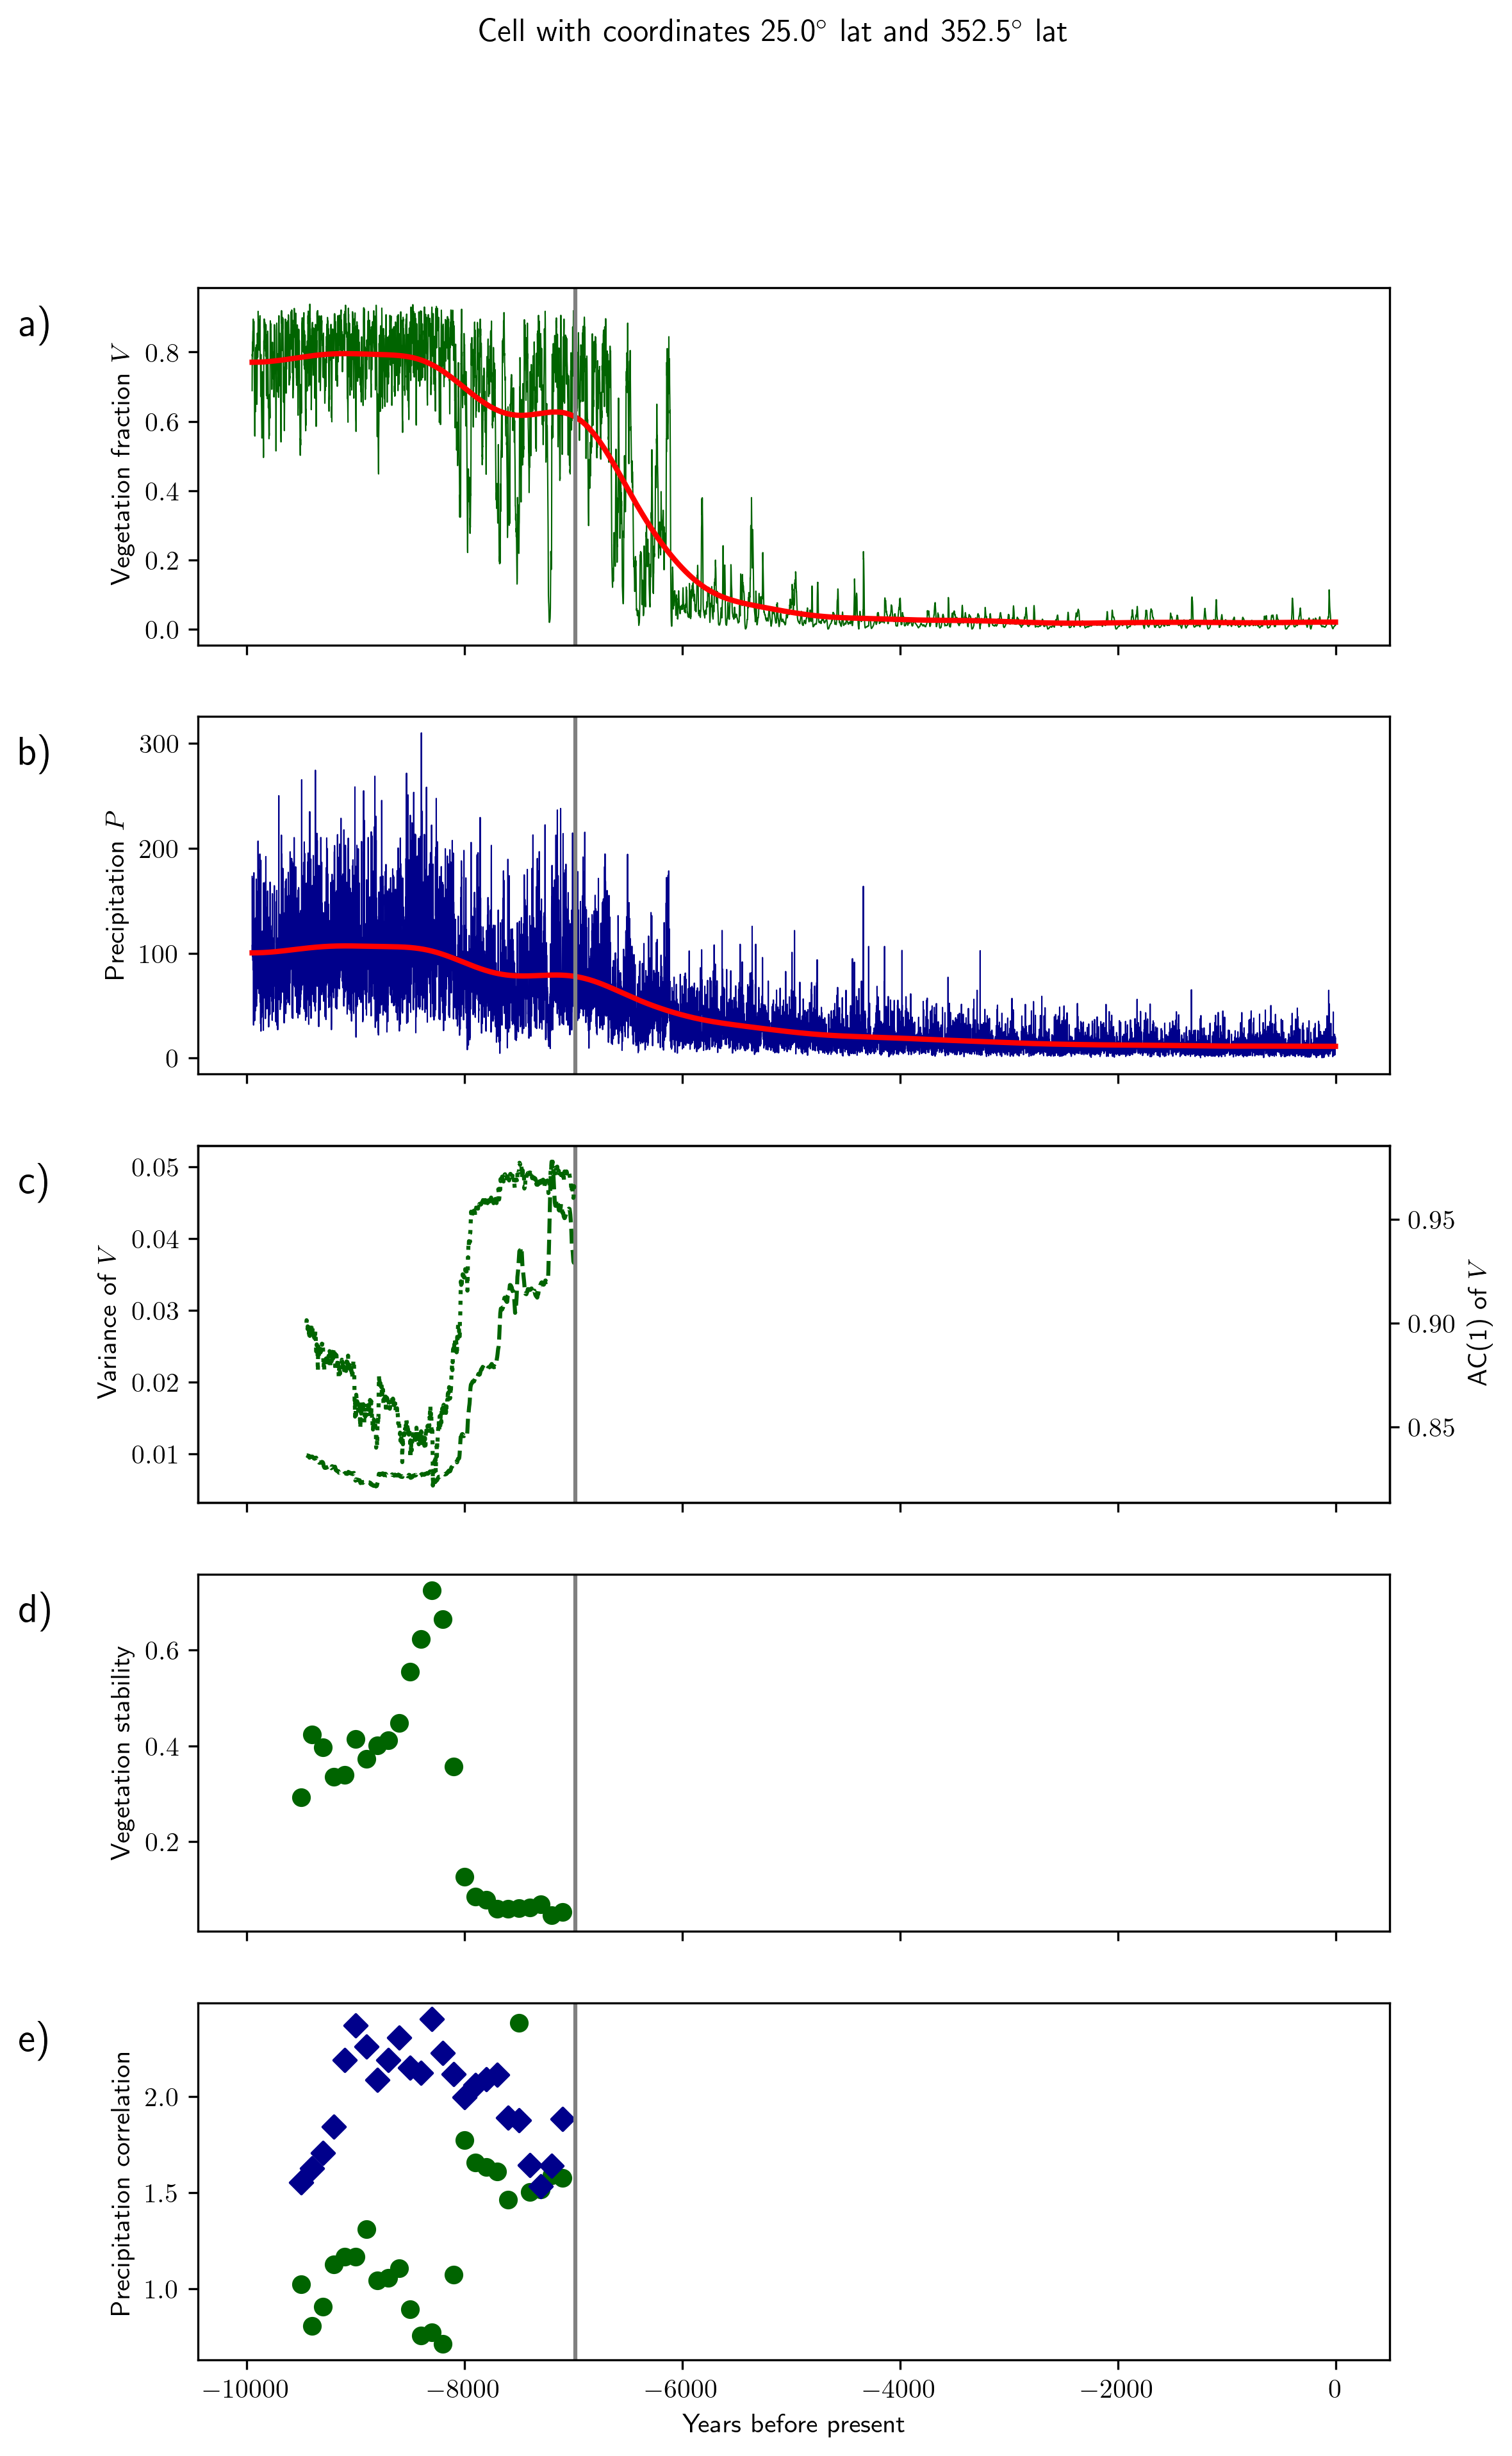 Cell with coordinates 25.0° lat and 352.5° lat
a)
Vegetation fraction V
0.8
0.6
0.4
0.2
0.0
b)
Precipitation P
300
200
100
0
c)
Variance of V
0.05
0.04
0.03
0.02
0.01
0.95
0.90
0.85
AC(1) of V
d)
Vegetation stability
0.6
0.4
0.2
e)
Precipitation correlation
2.0
1.5
1.0
−10000 −8000 −6000 −4000 −2000 0
Years before present